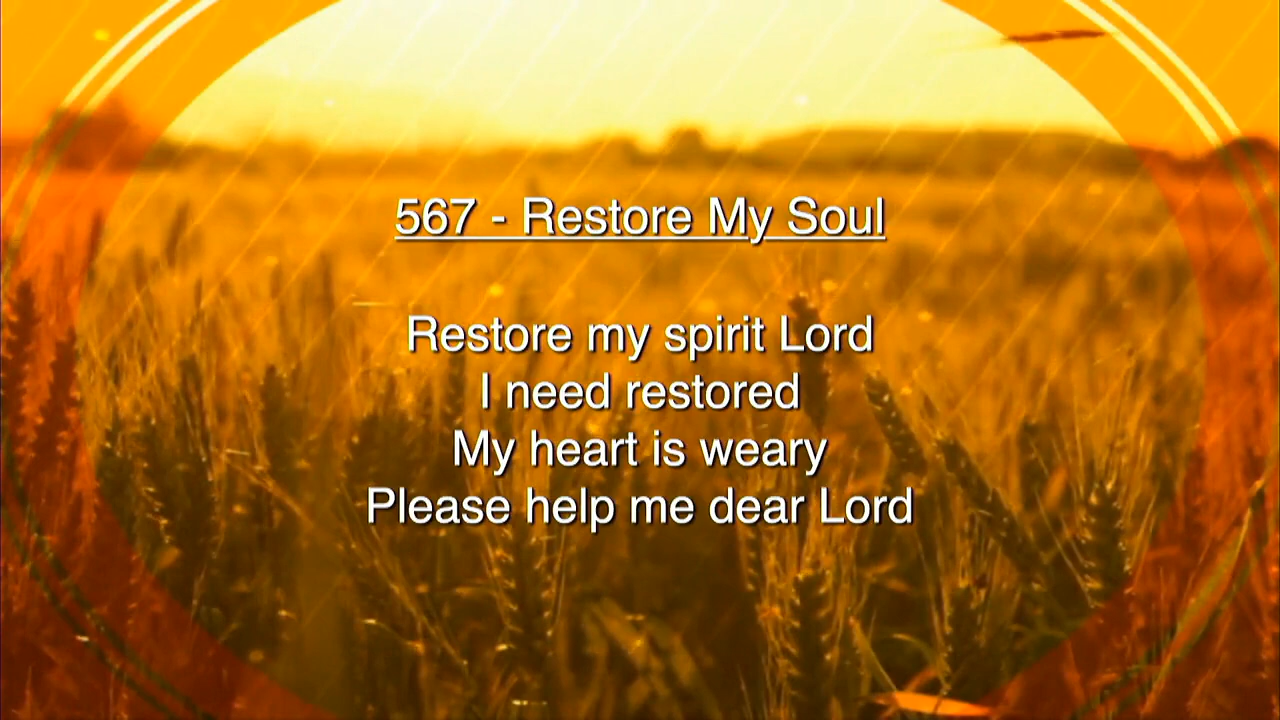 567 - Restore My Soul
Restore my spirit Lord
I need restored
My heart is weary
Please help me dear Lord